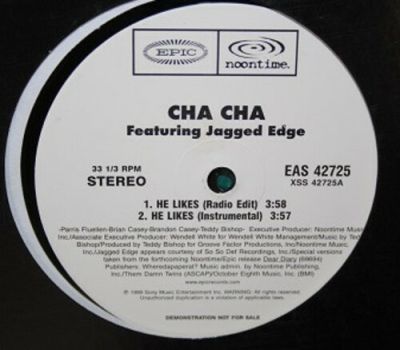 EPIC
noontime.
CHA CHA
Featuring Jagged Edge
33 1/3 RPM
STEREO
EAS 42725
XSS 42725A
1. HE LIKES (Radio Edit) 3:58
2. HE LIKES (Instrumental) 3:57
-Parris Fluellen-Brian Casey-Brandon Casey-Teddy Bishop- Executive Producer: Noontime Music
Inc./Associate Executive Producer: Wendell White for Wendell White Management/Music by Ted
Bishop/Produced by Teddy Bishop for Groove Factor Productions, Inc/Noontime Music,
Inc./Jagged Edge appears courtesy of So So Def Recordings, Inc./Special versions
taken from the forthcoming Noontime/Epic release Dear Diary (69694)
Publishers: Wheredapaperat? Music admin. by Noontime Publishing,
Inc./Them Damn Twins (ASCAP)/October Eighth Music, Inc (BMI)
www.epicrecords.com
1999 Sony Music Entertainment Inc. WARNING: All rights reserved.
Unauthorized duplication is a violation of applicable laws.
DEMONSTRATION NOT FOR SALE